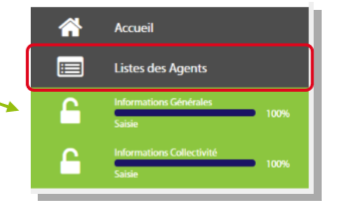 Accueil
Listes des Agents
Informations Générales
100%
Saisie
Informations Collectivité
100%
Saisie